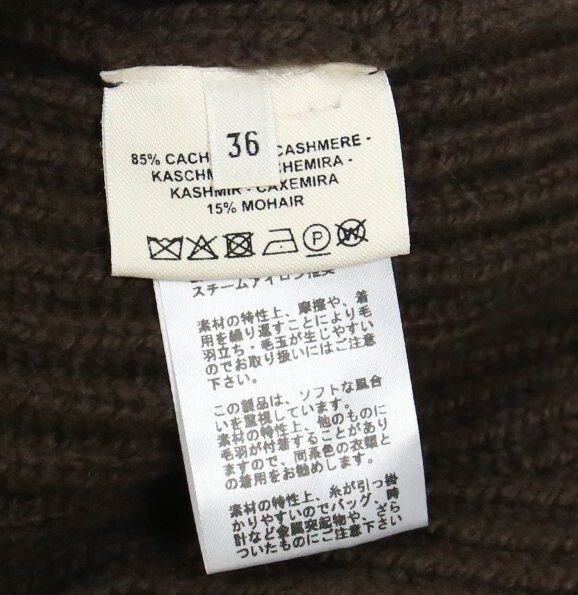 36
85% CACH CASHMERE -
KASCHM CHEMIRA -
KASHMIR - CAXEMIRA
15% MOHAIR
P
W
スチームアイロン推奨
素材の特性上、摩擦や、着
用を繰り返すことにより毛
羽立ち・毛玉が生じやすい
のでお取り扱いにはご注意
下さい。
この製品は、ソフトな風合
いを重視しています。
素材の特性上、他のものに
毛羽が付着することがあり
ますので、同系色の衣類と
の着用をお勧めします。
素材の特性上、糸が引っ掛
かりやすいのでバッグ、時
計など金属突起物や、ざら
ついたものにご注意下さい